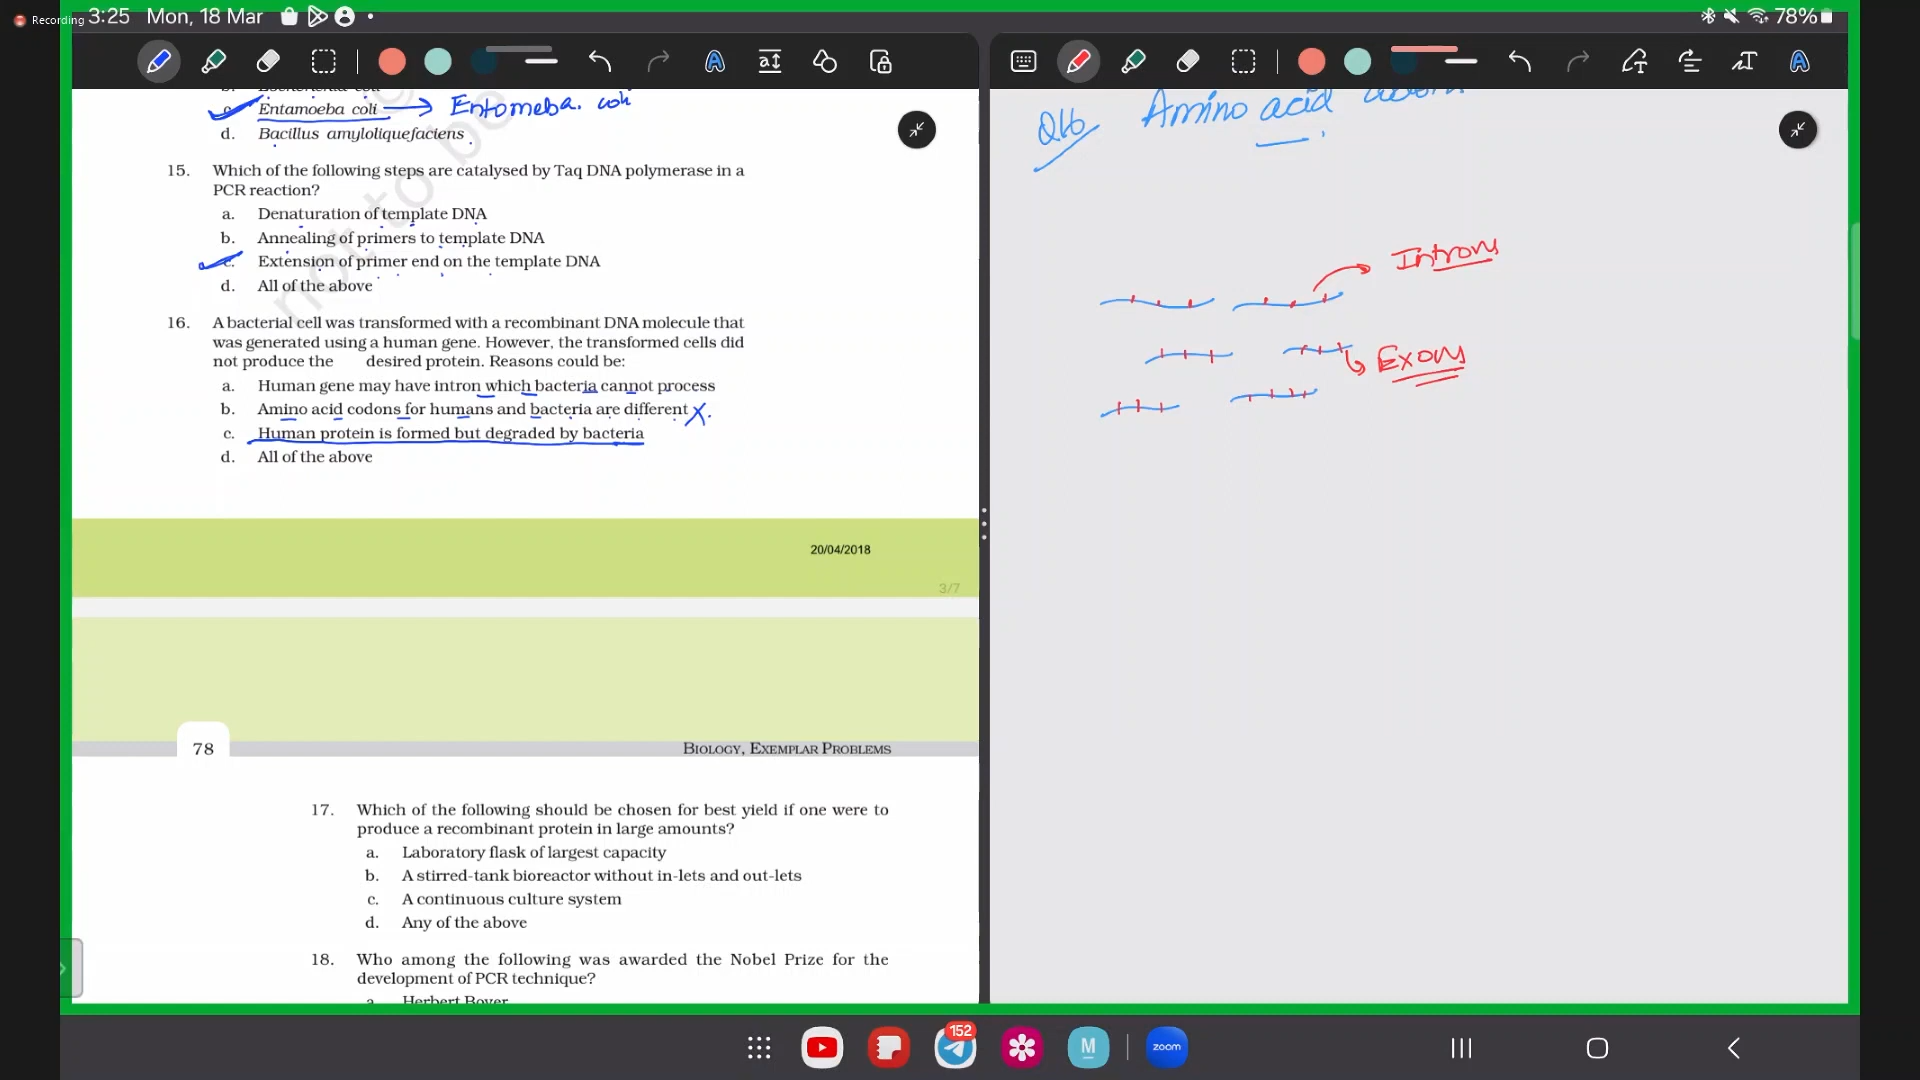 Recording 3:25 Mon, 18 Mar
78%
Entamoeba coli → Entomeba. coli
d. Bacillus amyloliquefaciens
15. Which of the following steps are catalysed by Taq DNA polymerase in a
PCR reaction?
a. Denaturation of template DNA
b. Annealing of primers to template DNA
c. Extension of primer end on the template DNA
d. All of the above
16. A bacterial cell was transformed with a recombinant DNA molecule that
was generated using a human gene. However, the transformed cells did
not produce the desired protein. Reasons could be:
a. Human gene may have intron which bacteria cannot process
b. Amino acid codons for humans and bacteria are different X.
c. Human protein is formed but degraded by bacteria
d. All of the above
not to be
20/04/2018
3/7
78 BIOLOGY, EXEMPLAR PROBLEMS
17. Which of the following should be chosen for best yield if one were to
produce a recombinant protein in large amounts?
a. Laboratory flask of largest capacity
b. A stirred-tank bioreactor without in-lets and out-lets
c. A continuous culture system
d. Any of the above
18. Who among the following was awarded the Nobel Prize for the
development of PCR technique?
a. Herbert Boyer
Q16 Amino acid
Introns
Exons
152
M
zoom